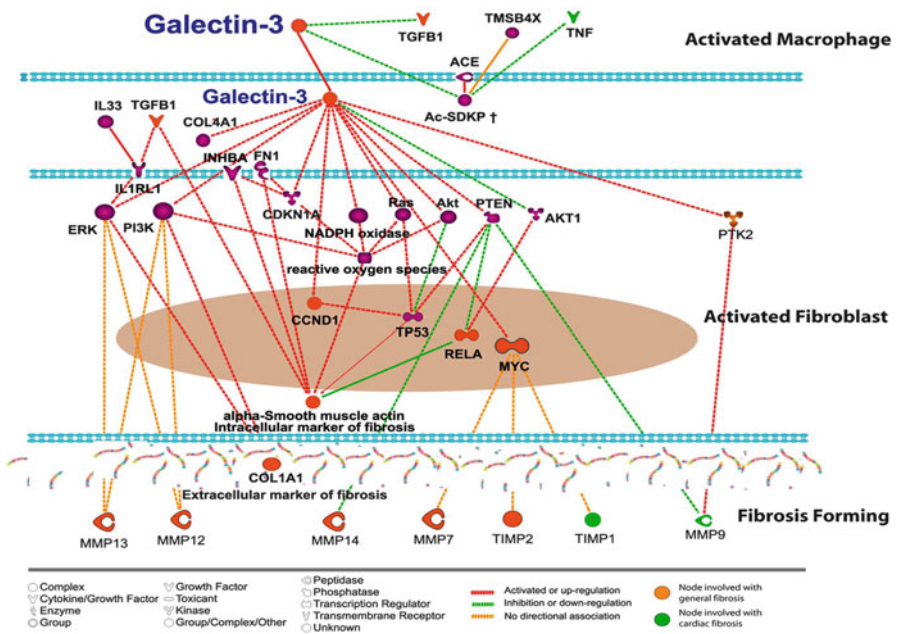 Galectin-3
TGFB1
TMSB4X
TNF
Activated Macrophage
ACE
Ac-SDKP †
Galectin-3
IL33
TGFB1
COL4A1
INHBA
FN1
IL1RL1
CDKN1A
ERK
PI3K
NADPH oxidase
Ras
Akt
PTEN
AKT1
PTK2
reactive oxygen species
Activated Fibroblast
CCND1
TP53
RELA
MYC
alpha-Smooth muscle actin
Intracellular marker of fibrosis
COL1A1
Extracellular marker of fibrosis
Fibrosis Forming
MMP13
MMP12
MMP14
MMP7
TIMP2
TIMP1
MMP9
Complex
Cytokine/Growth Factor
Enzyme
Group
Growth Factor
Toxicant
Kinase
Group/Complex/Other
Peptidase
Phosphatase
Transcription Regulator
Transmembrane Receptor
Unknown
Activated or up-regulation
Inhibition or down-regulation
No directional association
Node involved with
general fibrosis
Node involved with
cardiac fibrosis